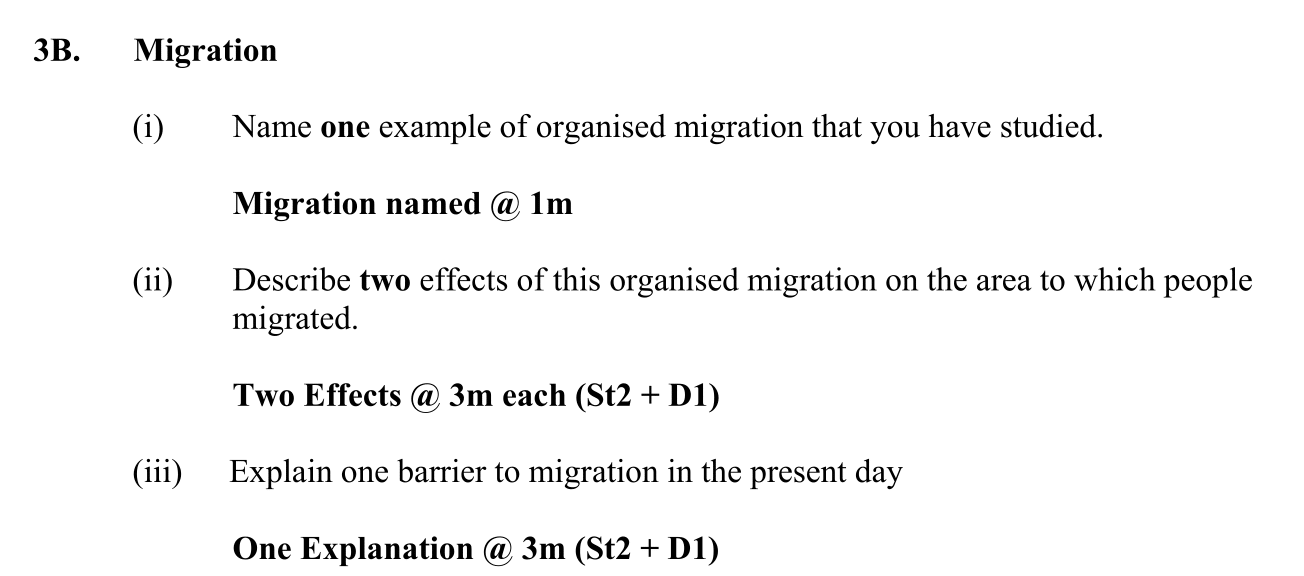 3B. Migration
(i) Name one example of organised migration that you have studied.
Migration named @ 1m
(ii) Describe two effects of this organised migration on the area to which people
migrated.
Two Effects @ 3m each (St2 + D1)
(iii) Explain one barrier to migration in the present day
One Explanation @ 3m (St2 + D1)